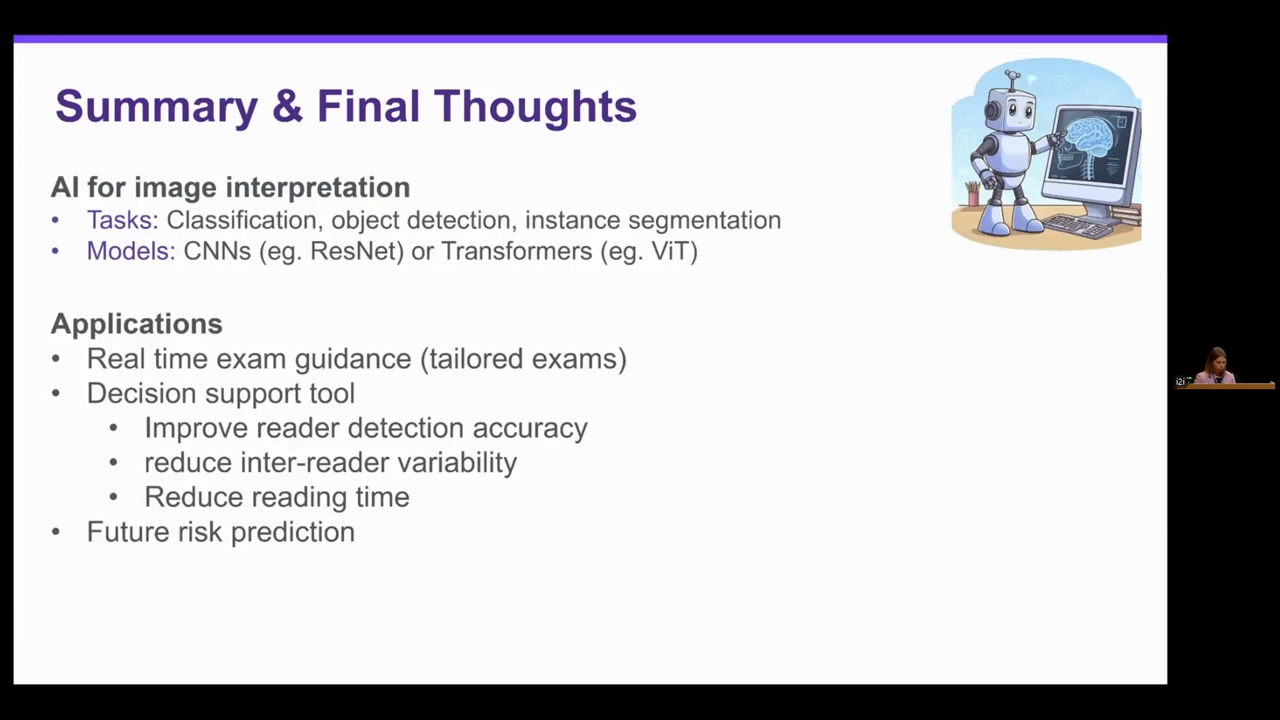 Summary & Final Thoughts
AI for image interpretation
• Tasks: Classification, object detection, instance segmentation
• Models: CNNs (eg. ResNet) or Transformers (eg. ViT)
Applications
• Real time exam guidance (tailored exams)
• Decision support tool
• Improve reader detection accuracy
• reduce inter-reader variability
• Reduce reading time
• Future risk prediction
i2i